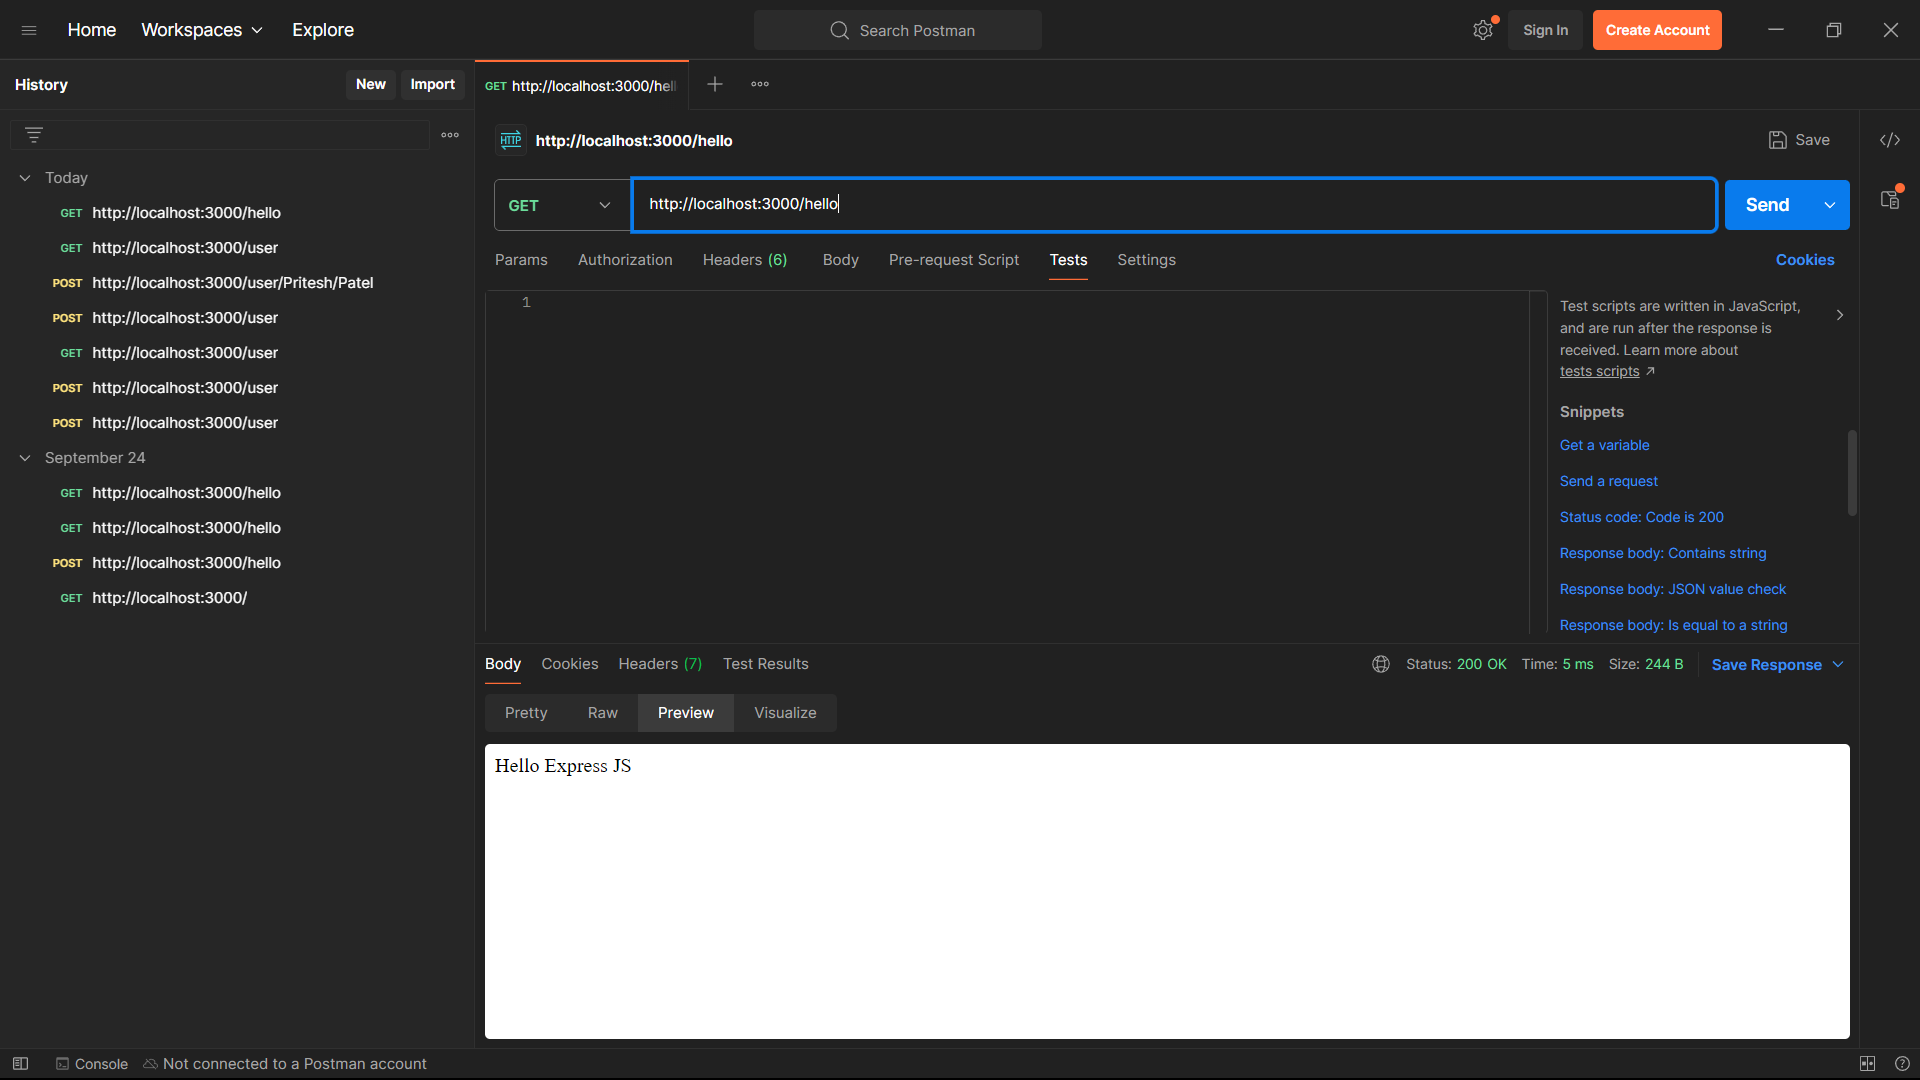 Home Workspaces Explore
Search Postman
Sign In Create Account
History New Import
GET http://localhost:3000/hell
HTTP http://localhost:3000/hello
Save
Today
GET http://localhost:3000/hello
GET http://localhost:3000/user
POST http://localhost:3000/user/Pritesh/Patel
POST http://localhost:3000/user
GET http://localhost:3000/user
POST http://localhost:3000/user
POST http://localhost:3000/user
September 24
GET http://localhost:3000/hello
GET http://localhost:3000/hello
POST http://localhost:3000/hello
GET http://localhost:3000/
GET http://localhost:3000/hello Send
Params Authorization Headers (6) Body Pre-request Script Tests Settings Cookies
1
Test scripts are written in JavaScript,
and are run after the response is
received. Learn more about
tests scripts ↗
Snippets
Get a variable
Send a request
Status code: Code is 200
Response body: Contains string
Response body: JSON value check
Response body: Is equal to a string
Body Cookies Headers (7) Test Results
Status: 200 OK Time: 5 ms Size: 244 B Save Response
Pretty Raw Preview Visualize
Hello Express JS
Console Not connected to a Postman account